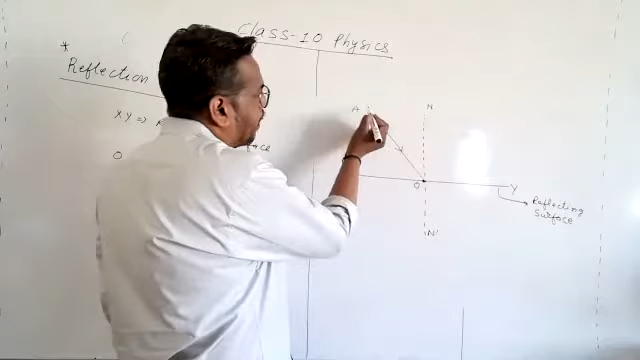 Class-10 Physics
* Reflection
XY ⇒
O
A
N
O
Y
Reflecting
Surface
N'